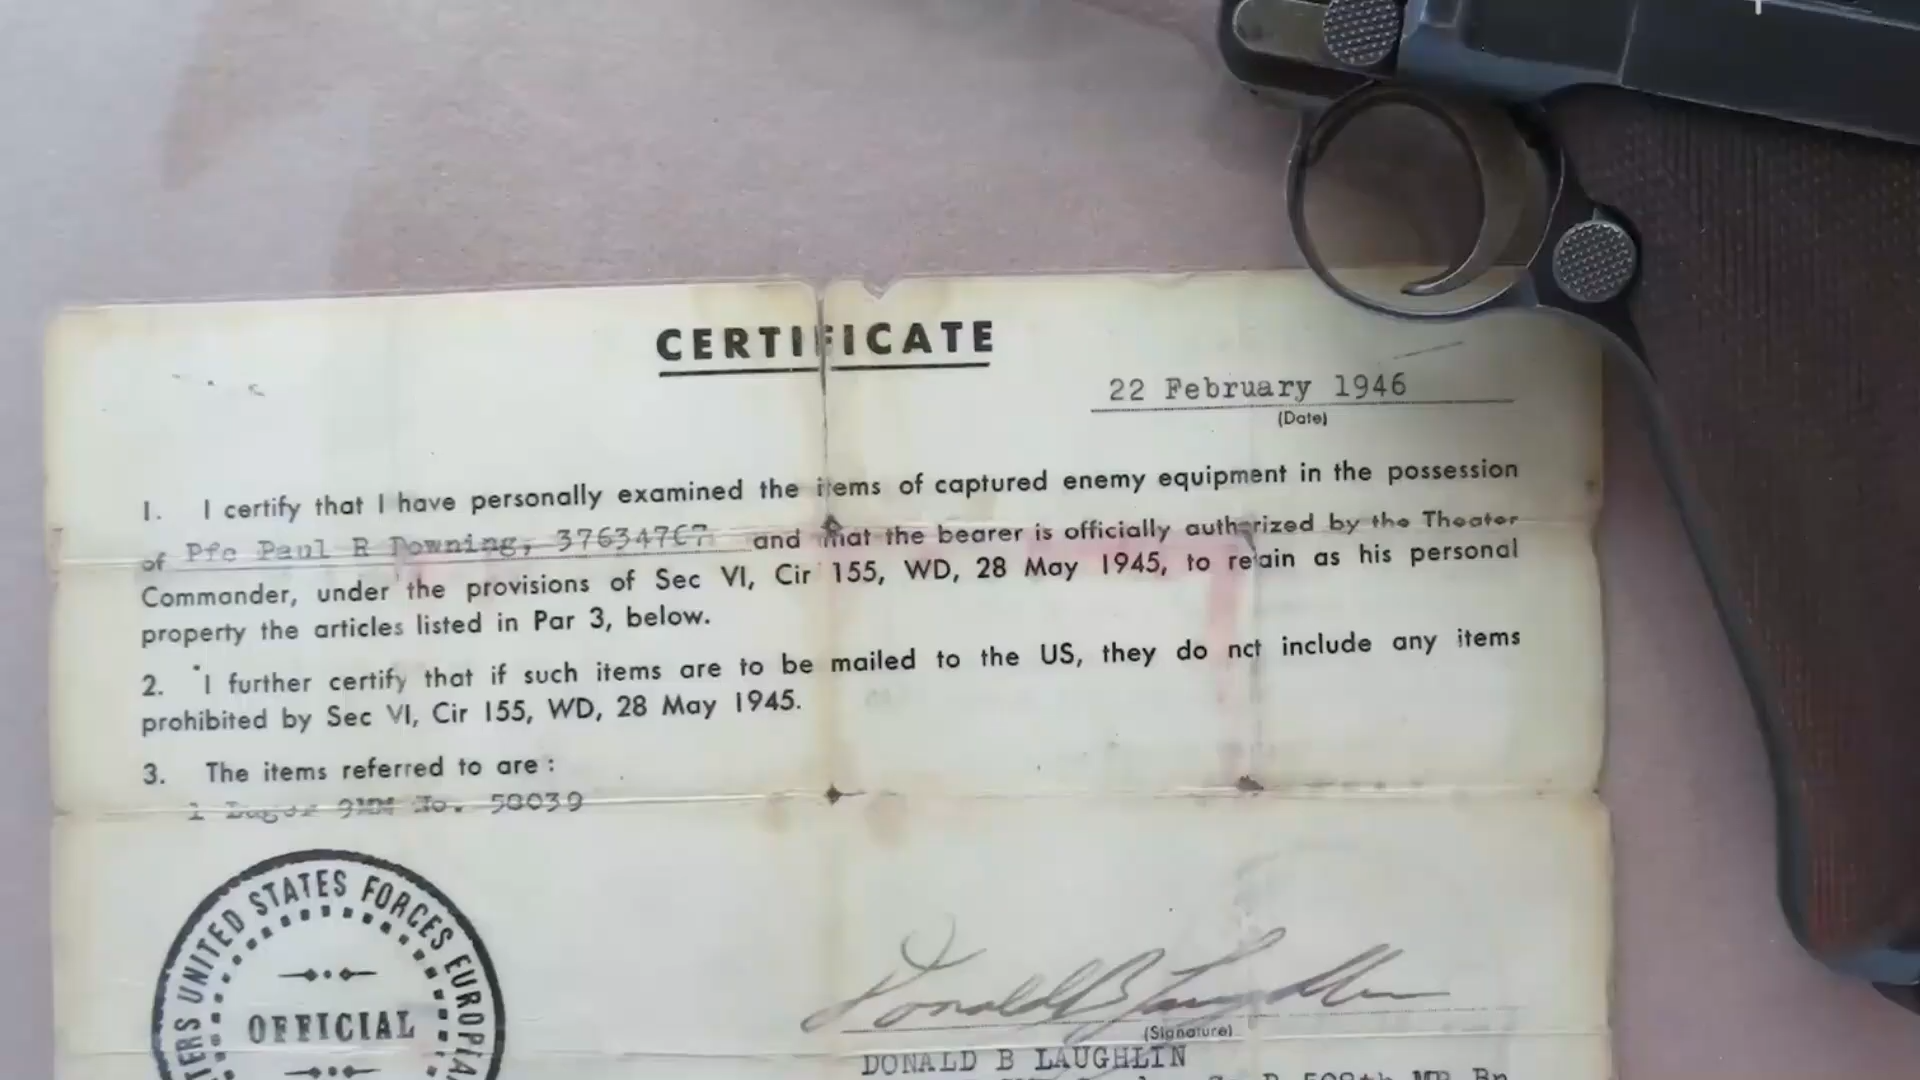 CERTIFICATE
22 February 1946
(Date)
1. I certify that I have personally examined the items of captured enemy equipment in the possession
of Pfc Paul R Downing, and that the bearer is officially authorized by the Theater
Commander, under the provisions of Sec VI, Cir 155, WD, 28 May 1945, to retain as his personal
property the articles listed in Par 3, below.
2. I further certify that if such items are to be mailed to the US, they do not include any items
prohibited by Sec VI, Cir 155, WD, 28 May 1945.
3. The items referred to are :
1 Luger 9MM No. 58039
UNITED STATES FORCES
OFFICIAL
Donald B Laughlin
(Signature)
DONALD B LAUGHLIN